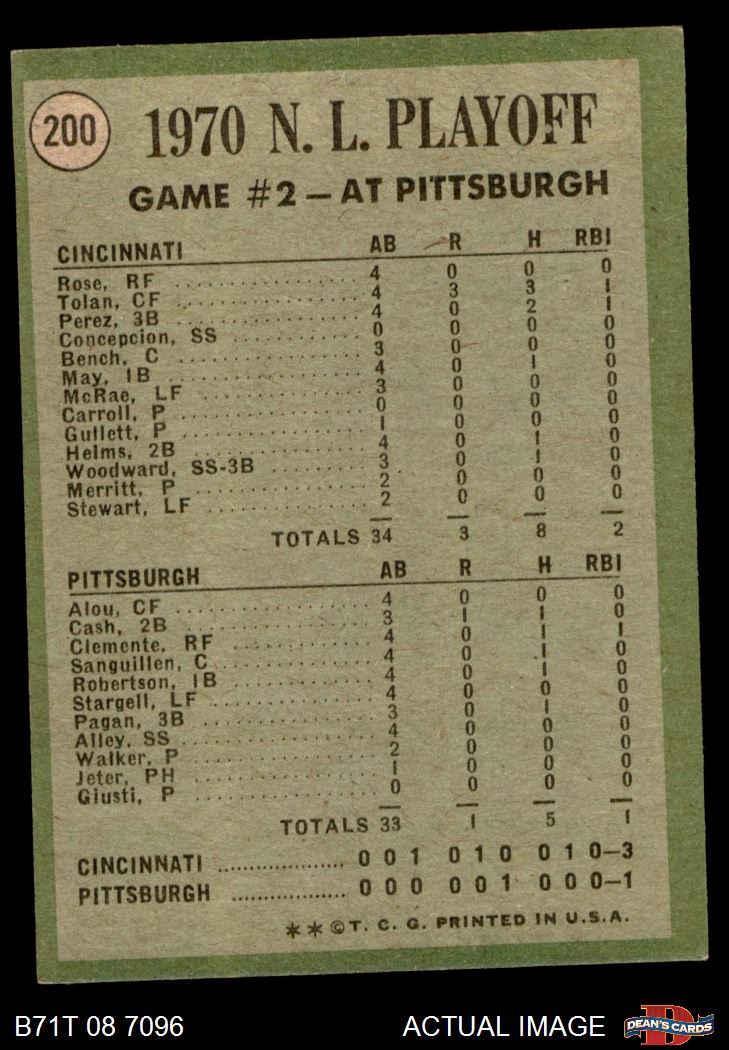 200
1970 N. L. PLAYOFF
GAME #2 – AT PITTSBURGH
CINCINNATI AB R H RBI
Rose, RF .................... 4 0 0 0
Tolan, CF .................... 4 3 3 1
Perez, 3B .................... 4 0 2 1
Concepcion, SS ............ 0 0 0 0
Bench, C .................... 3 0 0 0
May, 1B .................... 4 0 1 0
McRae, LF .................... 3 0 0 0
Carroll, P .................... 0 0 0 0
Gullett, P .................... 1 0 0 0
Helms, 2B .................... 4 0 1 0
Woodward, SS-3B ......... 3 0 1 0
Merritt, P .................... 2 0 0 0
Stewart, LF .................... 2 0 0 0
TOTALS 34 3 8 2
PITTSBURGH AB R H RBI
Alou, CF .................... 4 0 0 0
Cash, 2B .................... 3 1 1 0
Clemente, RF .............. 4 0 1 1
Sanguillen, C .............. 4 0 1 0
Robertson, 1B .............. 4 0 1 0
Stargell, LF .................... 4 0 0 0
Pagan, 3B .................... 3 0 1 0
Alley, SS .................... 4 0 0 0
Walker, P .................... 2 0 0 0
Jeter, PH .................... 1 0 0 0
Giusti, P .................... 0 0 0 0
TOTALS 33 1 5 1
CINCINNATI .................... 0 0 1 0 1 0 0 1 0–3
PITTSBURGH .................. 0 0 0 0 0 1 0 0 0–1
**©T. C. G. PRINTED IN U.S.A.
B71T 08 7096 ACTUAL IMAGE
D
DEAN'S CARDS